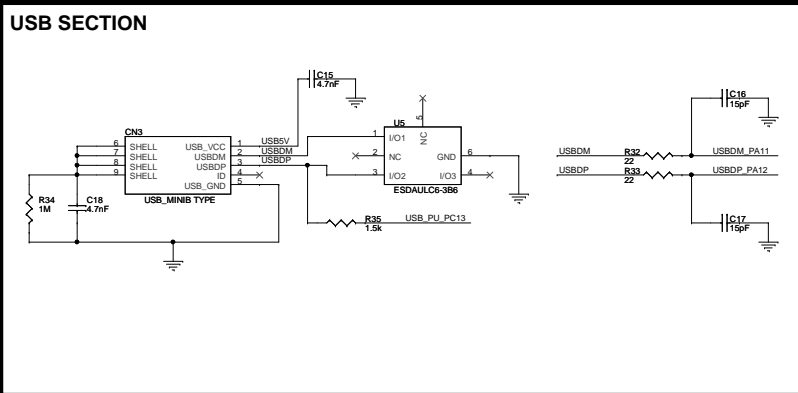 USB SECTION
C15
4.7nF
C16
15pF
CN3
U5
5
NC
6 SHELL USB_VCC 1 USB5V
7 SHELL USBDM 2 USBDM
8 SHELL USBDP 3 USBDP
9 SHELL ID 4
USB_GND 5
USB_MINIB TYPE
1 I/O1
2 NC GND 6
3 I/O2 I/O3 4
ESDAULC6-3B6
USBDM R32 USBDM_PA11
22
USBDP R33 USBDP_PA12
22
R34
1M
C18
4.7nF
R35 USB_PU_PC13
1.5k
C17
15pF